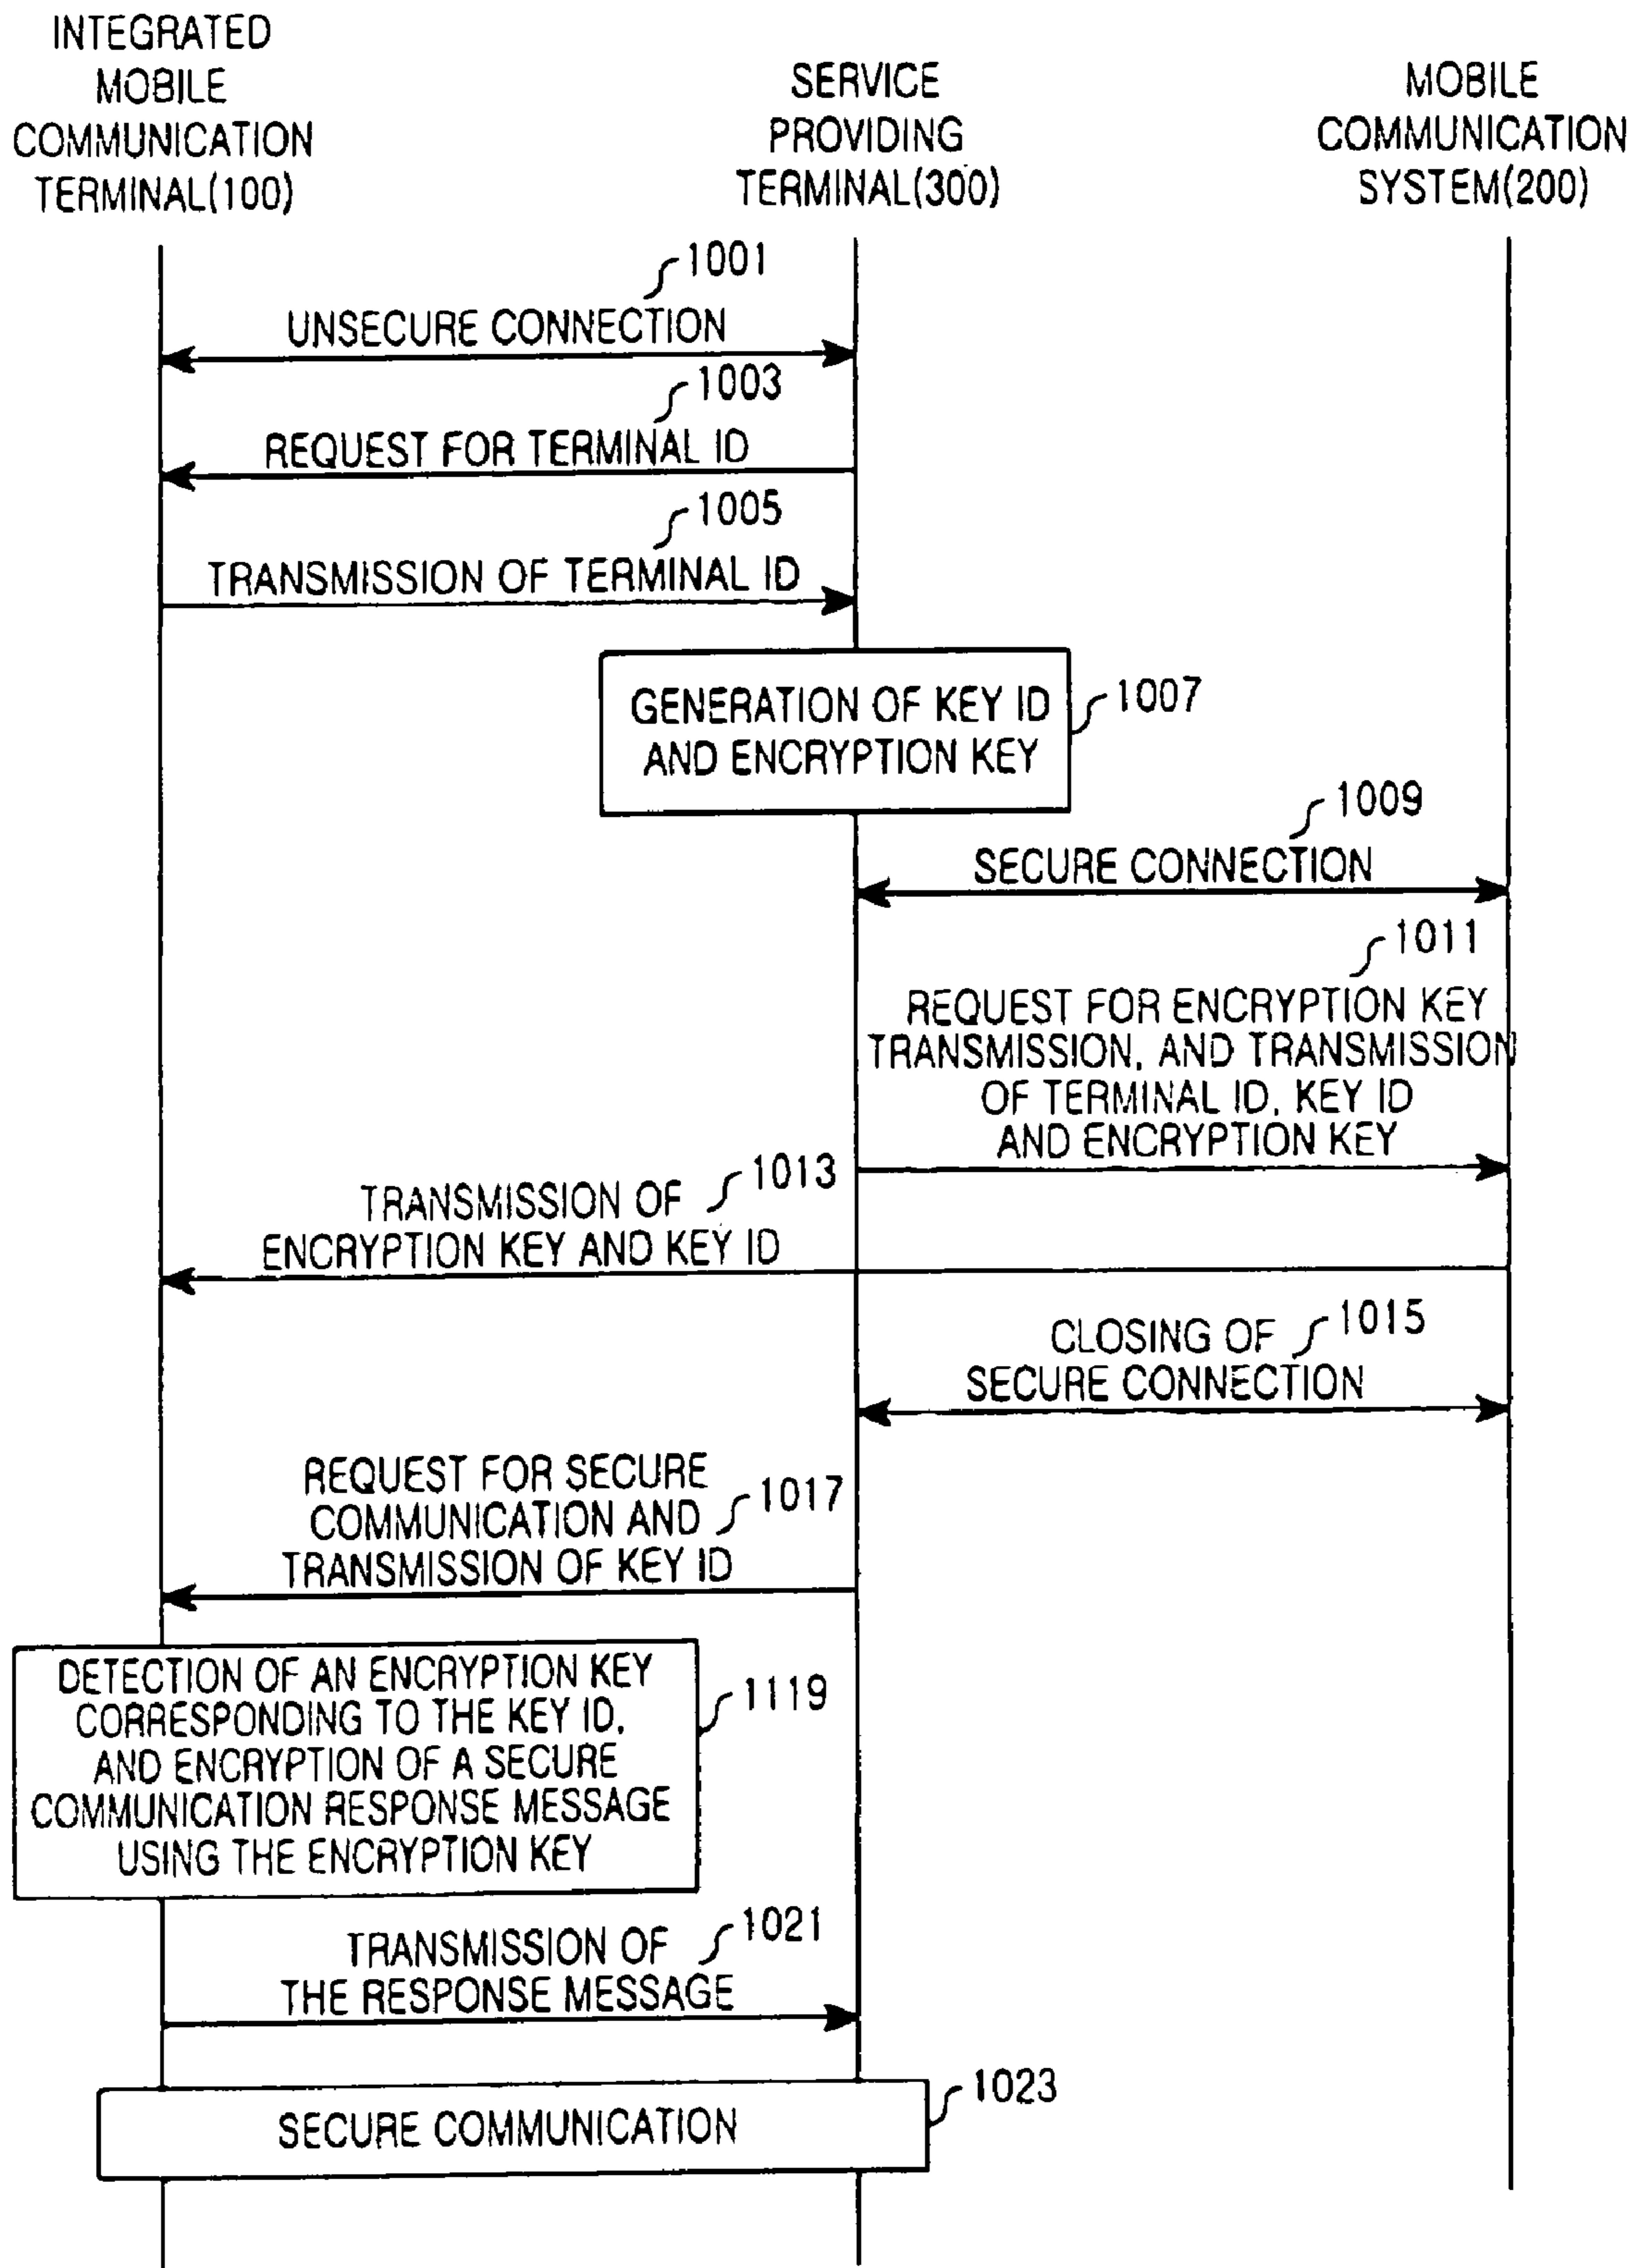 INTEGRATED
MOBILE
COMMUNICATION
TERMINAL(100)
SERVICE
PROVIDING
TERMINAL(300)
MOBILE
COMMUNICATION
SYSTEM(200)
1001
UNSECURE CONNECTION
1003
REQUEST FOR TERMINAL ID
1005
TRANSMISSION OF TERMINAL ID
GENERATION OF KEY ID
AND ENCRYPTION KEY
1007
1009
SECURE CONNECTION
1011
REQUEST FOR ENCRYPTION KEY
TRANSMISSION, AND TRANSMISSION
OF TERMINAL ID, KEY ID
AND ENCRYPTION KEY
1013
TRANSMISSION OF
ENCRYPTION KEY AND KEY ID
1015
CLOSING OF
SECURE CONNECTION
REQUEST FOR SECURE
COMMUNICATION AND
TRANSMISSION OF KEY ID
1017
DETECTION OF AN ENCRYPTION KEY
CORRESPONDING TO THE KEY ID,
AND ENCRYPTION OF A SECURE
COMMUNICATION RESPONSE MESSAGE
USING THE ENCRYPTION KEY
1119
1021
TRANSMISSION OF
THE RESPONSE MESSAGE
1023
SECURE COMMUNICATION